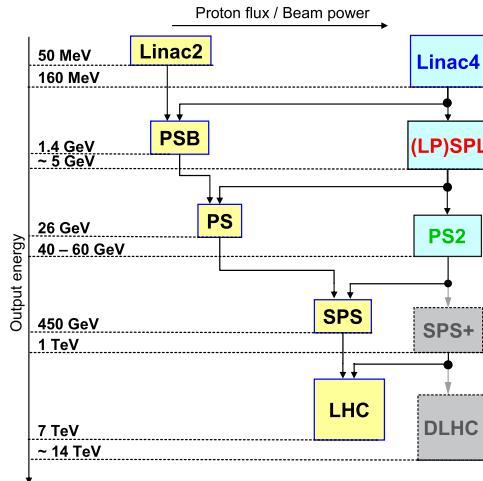 Proton flux / Beam power
Linac2
Linac4
50 MeV
160 MeV
PSB
(LP)SPL
1.4 GeV
~ 5 GeV
PS
PS2
26 GeV
40 – 60 GeV
Output energy
SPS
SPS+
450 GeV
1 TeV
LHC
DLHC
7 TeV
~ 14 TeV